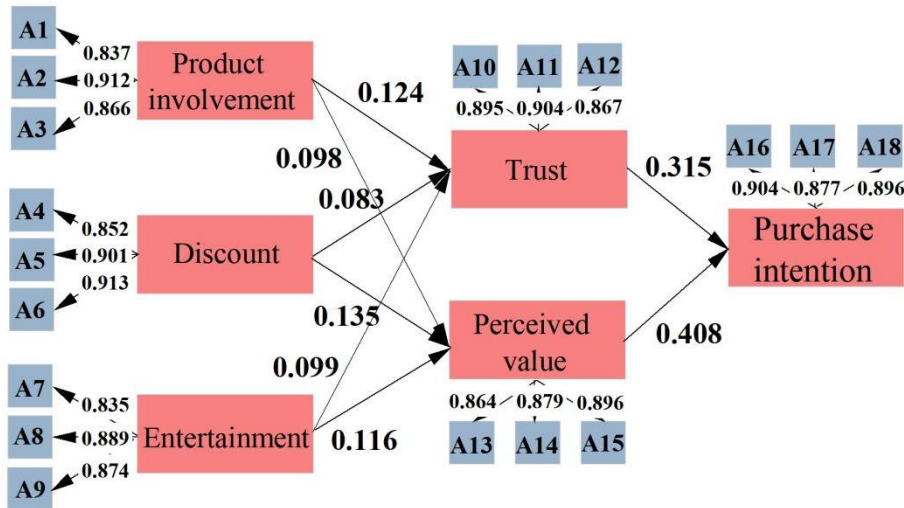 A1
0.837
A2
0.912
0.866
A3
Product
involvement
0.124
0.098
0.083
A10
A11
A12
0.895
0.904
0.867
Trust
0.315
A16
A17
A18
0.904
0.877
0.896
Purchase
intention
A4
0.852
A5
0.901
0.913
A6
Discount
0.135
0.099
Perceived
value
0.408
0.864
0.879
0.896
A13
A14
A15
A7
0.835
A8
0.889
0.874
A9
Entertainment
0.116